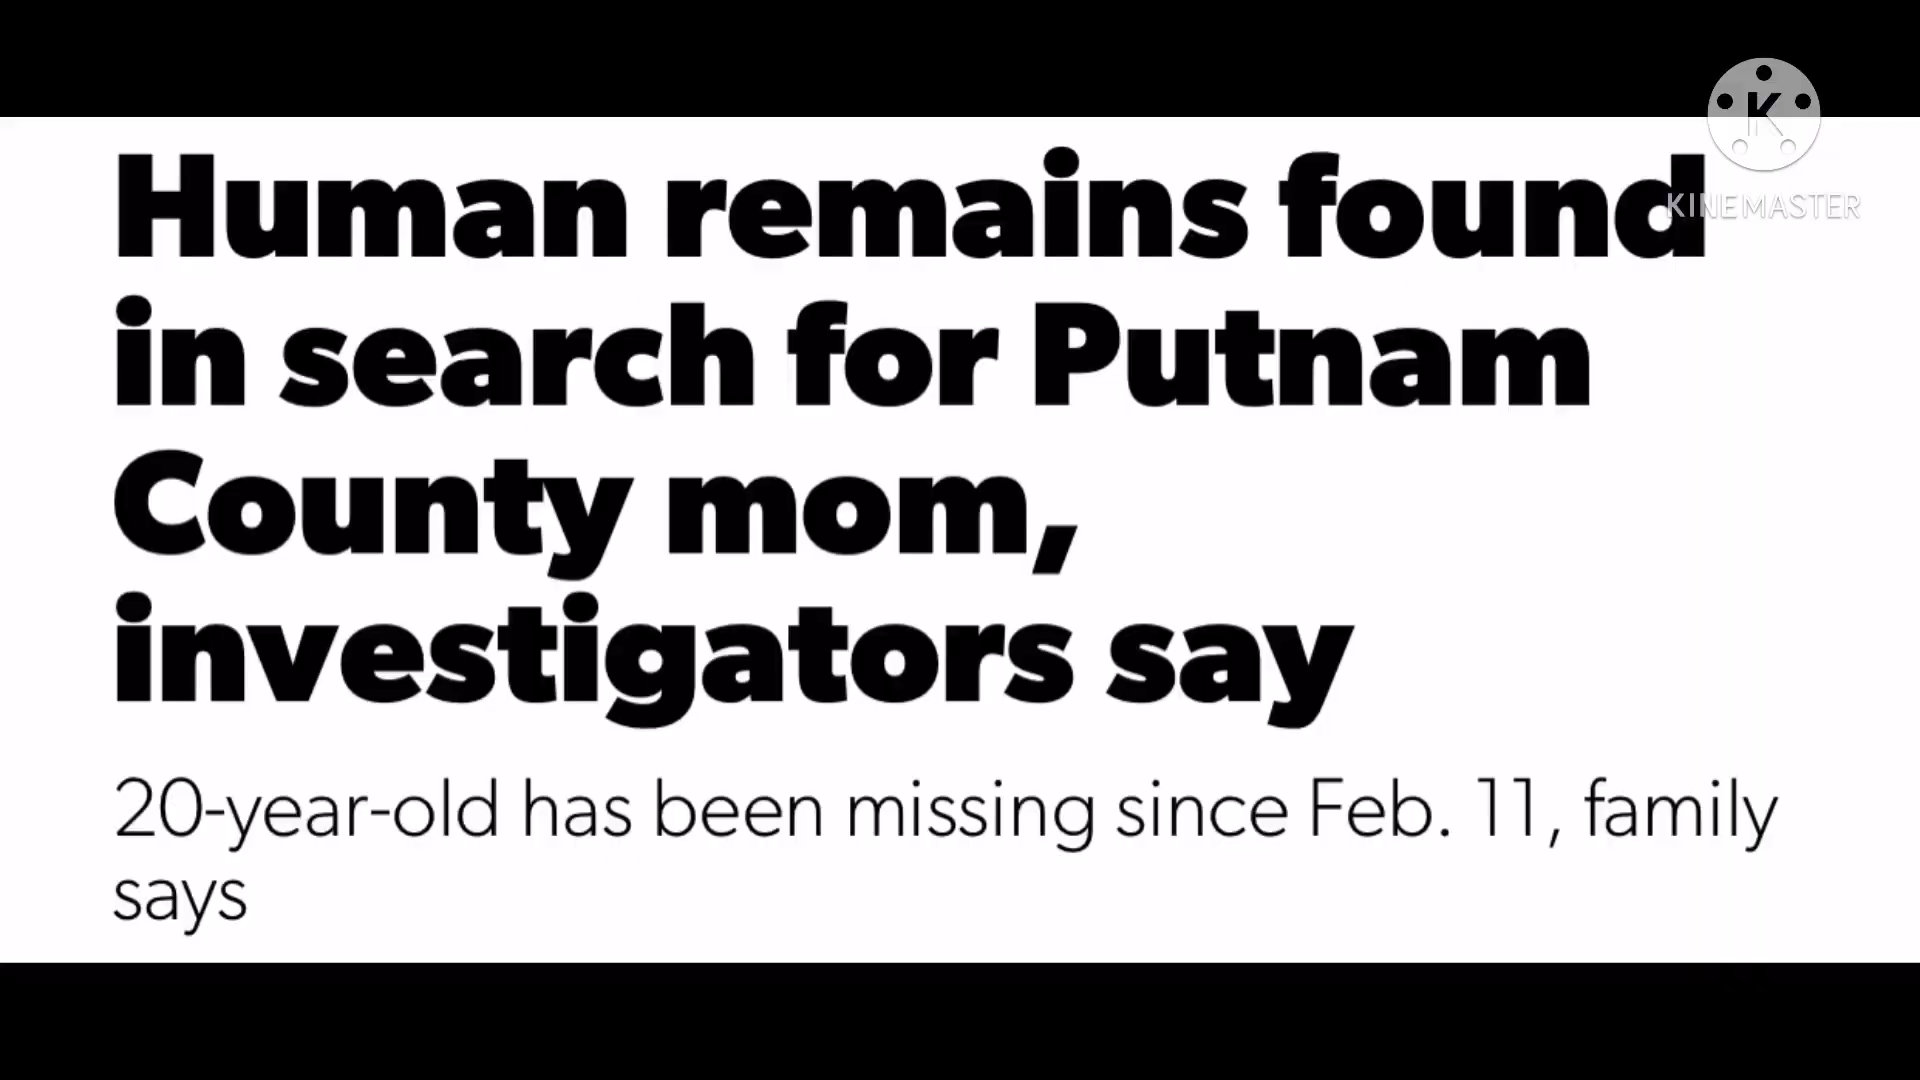 K
KINEMASTER
Human remains found
in search for Putnam
County mom,
investigators say
20-year-old has been missing since Feb. 11, family
says